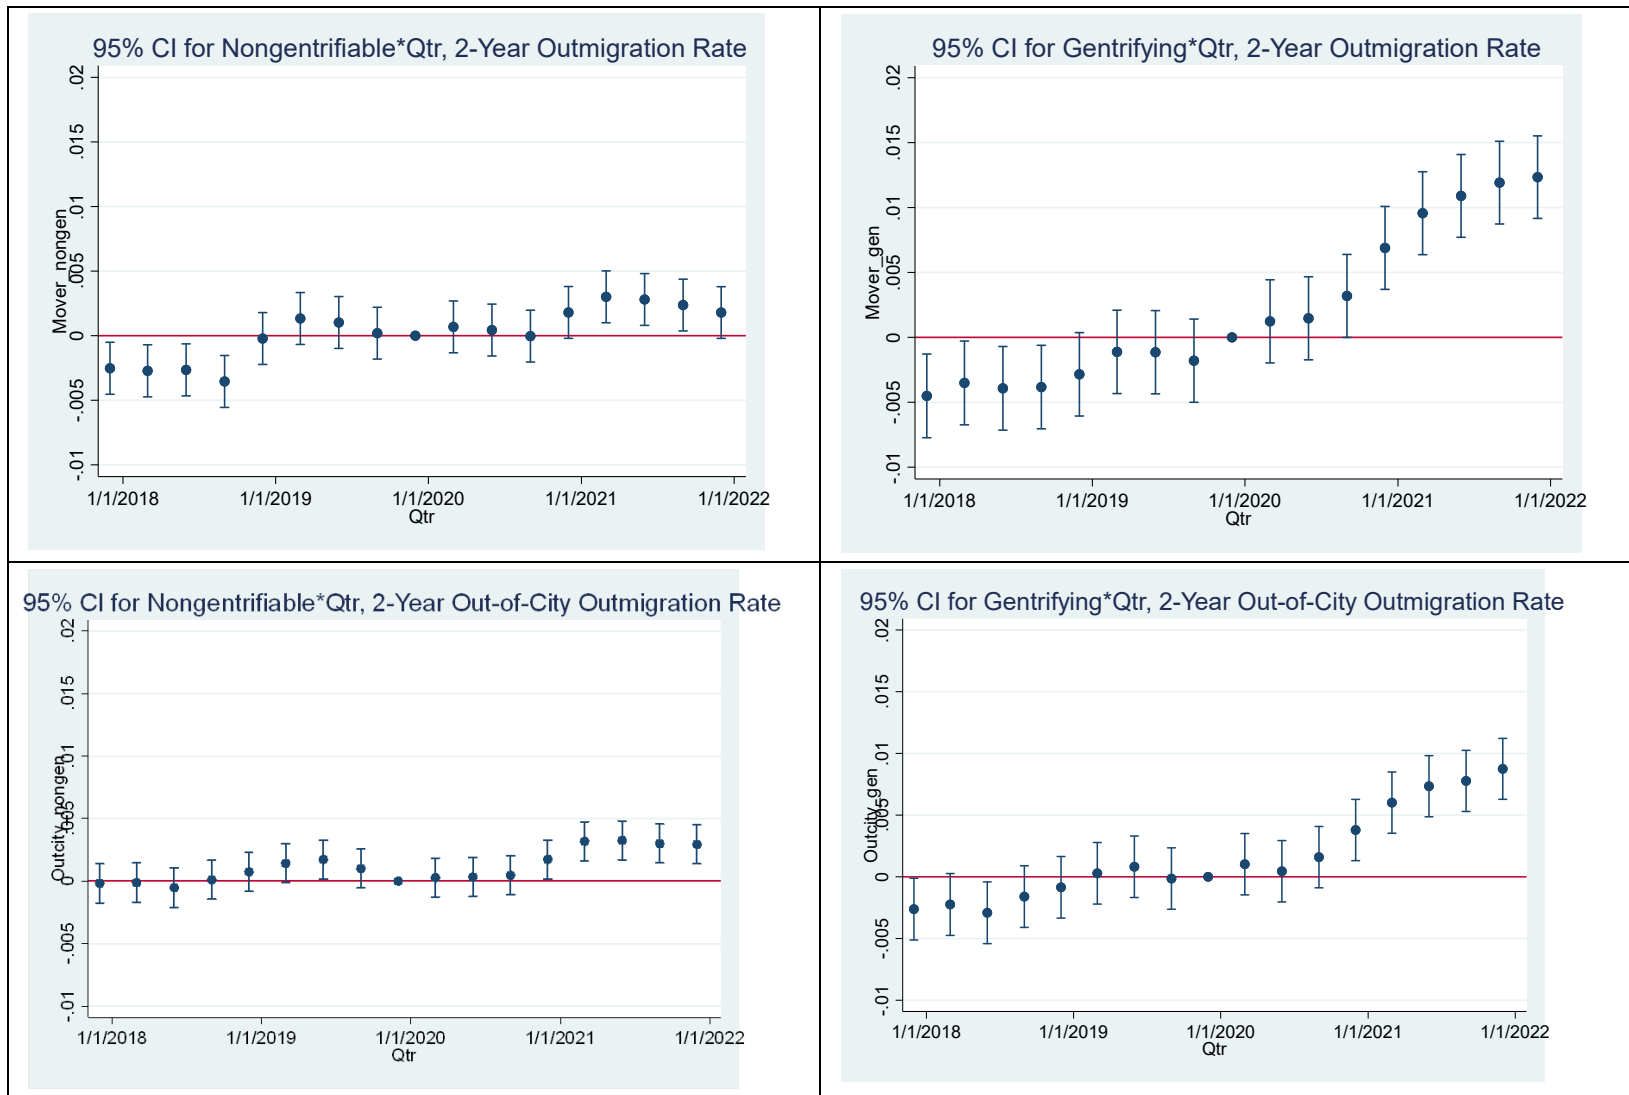 95% CI for Nongentrifiable*Qtr, 2-Year Outmigration Rate
.02
.015
.01
.005
0
-.005
-.01
Mover_nongen
1/1/2018 1/1/2019 1/1/2020 1/1/2021 1/1/2022
Qtr
95% CI for Gentrifying*Qtr, 2-Year Outmigration Rate
.02
.015
.01
.005
0
-.005
-.01
Mover_gen
1/1/2018 1/1/2019 1/1/2020 1/1/2021 1/1/2022
Qtr
95% CI for Nongentrifiable*Qtr, 2-Year Out-of-City Outmigration Rate
.02
.015
.01
.005
0
-.005
-.01
Outcity_nongen
1/1/2018 1/1/2019 1/1/2020 1/1/2021 1/1/2022
Qtr
95% CI for Gentrifying*Qtr, 2-Year Out-of-City Outmigration Rate
.02
.015
.01
.005
0
-.005
-.01
Outcity_gen
1/1/2018 1/1/2019 1/1/2020 1/1/2021 1/1/2022
Qtr